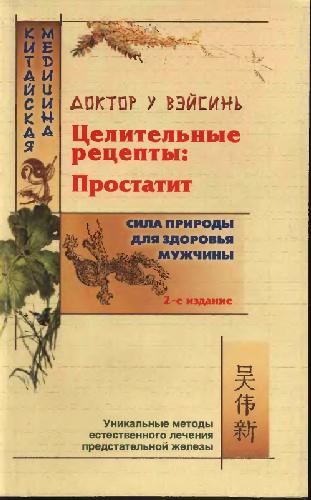 КИТАЙСКАЯ
МЕДИЦИНА
ДОКТОР У ВЭЙСИНЬ
Целительные
рецепты:
Простатит
СИЛА ПРИРОДЫ
ДЛЯ ЗДОРОВЬЯ
МУЖЧИНЫ
2-е издание
吴
伟
新
Уникальные методы
естественного лечения
предстательной железы